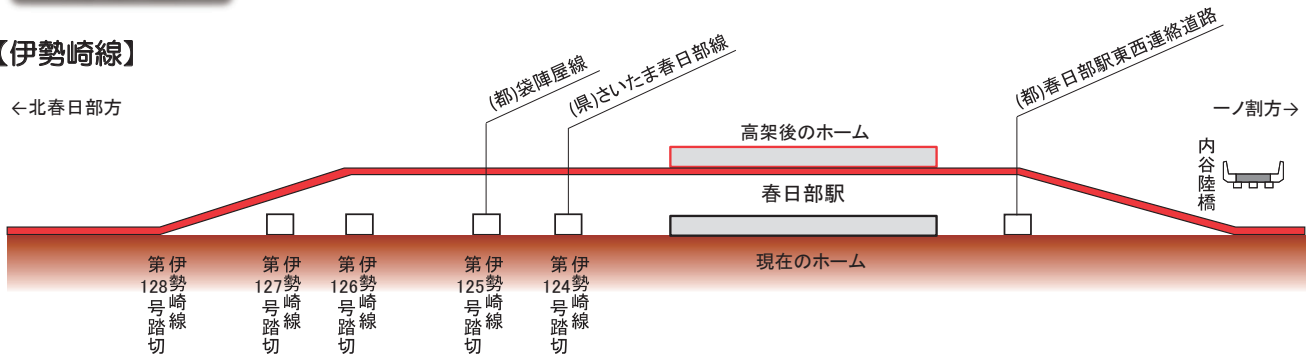 【伊勢崎線】
←北春日部方
(都)袋陣屋線
(県)さいたま春日部線
(都)春日部駅東西連絡道路
一ノ割方→
高架後のホーム
内谷陸橋
春日部駅
現在のホーム
伊勢崎線
第128号踏切
伊勢崎線
第127号踏切
伊勢崎線
第126号踏切
伊勢崎線
第125号踏切
伊勢崎線
第124号踏切